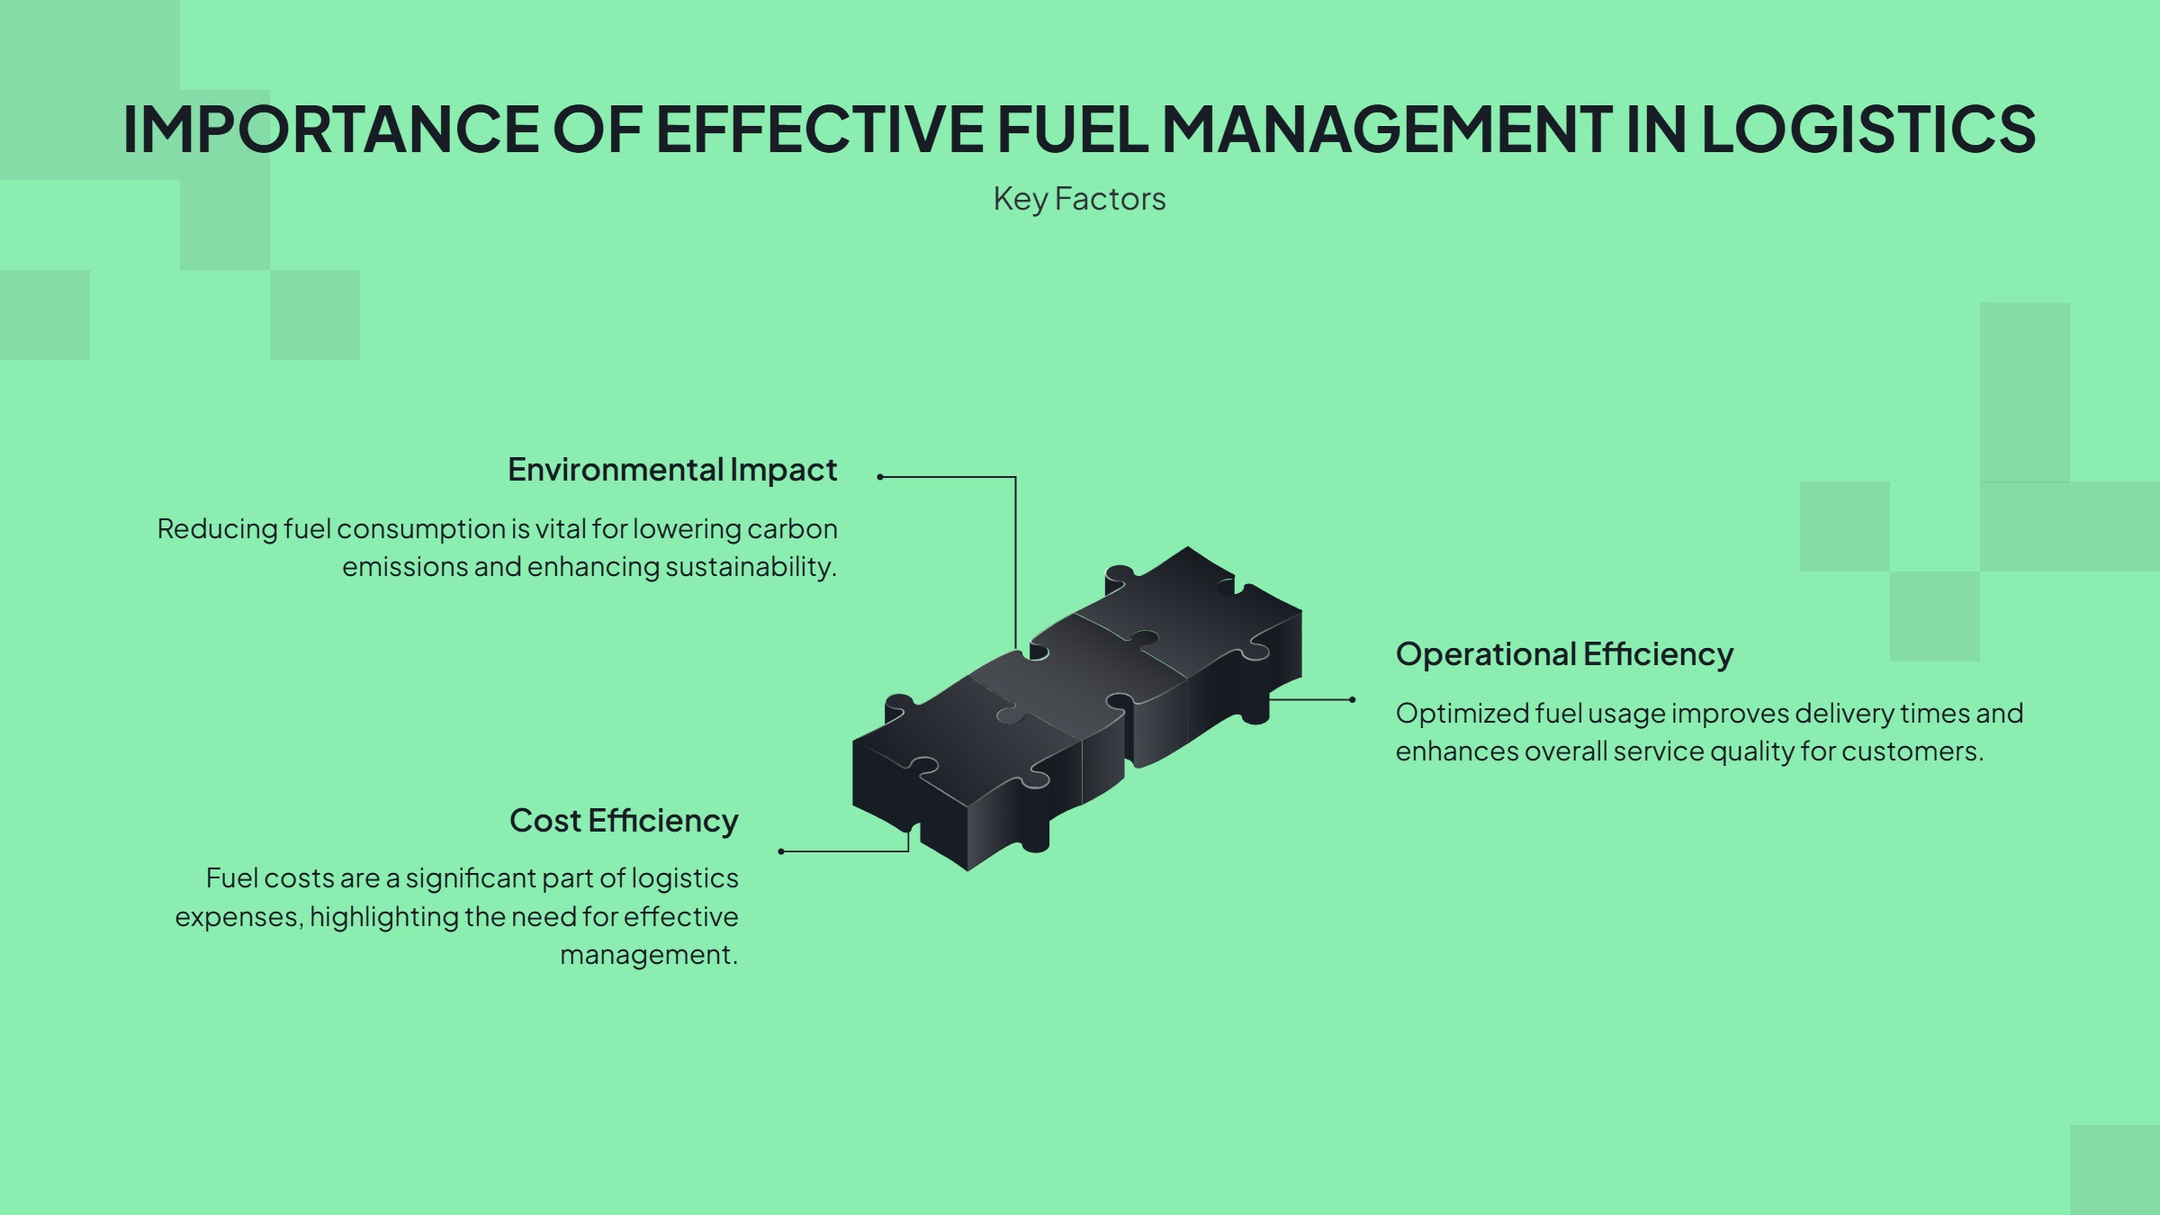 IMPORTANCE OF EFFECTIVE FUEL MANAGEMENT IN LOGISTICS
Key Factors
Environmental Impact
Reducing fuel consumption is vital for lowering carbon
emissions and enhancing sustainability.
Operational Efficiency
Optimized fuel usage improves delivery times and
enhances overall service quality for customers.
Cost Efficiency
Fuel costs are a significant part of logistics
expenses, highlighting the need for effective
management.